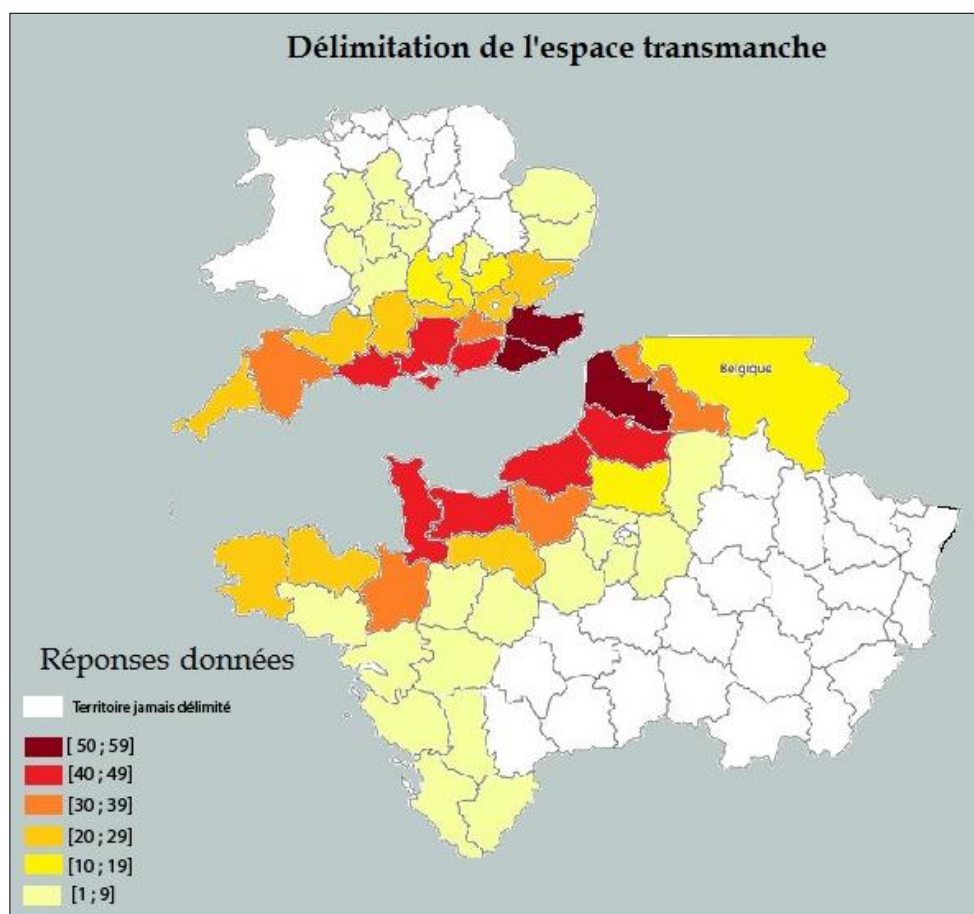 Délimitation de l'espace transmanche
Belgique
Réponses données
Territoire jamais délimité
[ 50 ; 59]
[40 ; 49]
[30 ; 39]
[20 ; 29]
[10 ; 19]
[1 ; 9]